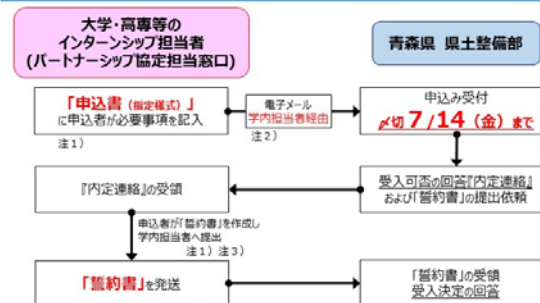 大学・高専等の
インターンシップ担当者
(パートナーシップ協定担当窓口)
青森県 県土整備部
「申込書（指定様式）」
に申込者が必要事項を記入
注１）
電子メール
学内担当者経由
注２）
申込み受付
〆切７/14（金）まで
『内定連絡』の受領
受入可否の回答『内定連絡』
および「誓約書」の提出依頼
申込者が「誓約書」を作成し
学内担当者へ提出
注１）注３）
「誓約書」を発送
「誓約書」の受領
受入決定の回答